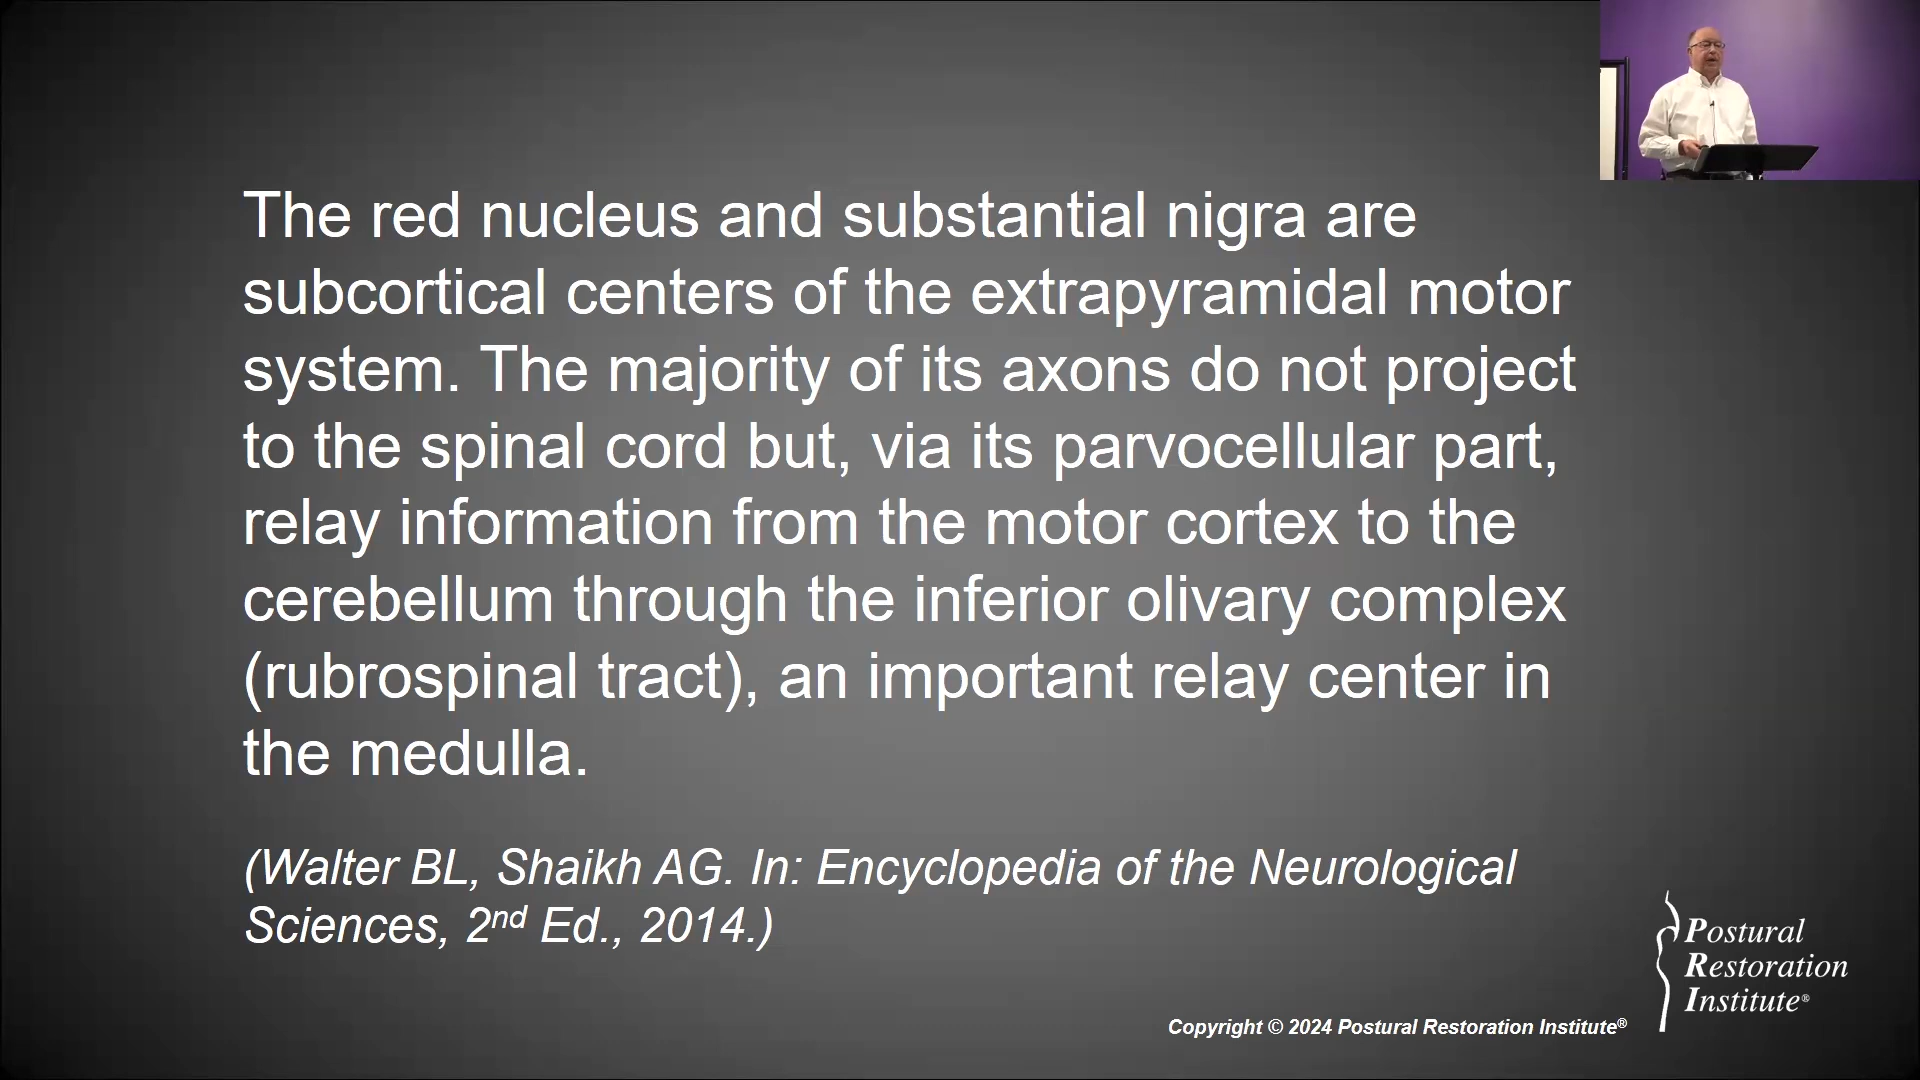 The red nucleus and substantial nigra are
subcortical centers of the extrapyramidal motor
system. The majority of its axons do not project
to the spinal cord but, via its parvocellular part,
relay information from the motor cortex to the
cerebellum through the inferior olivary complex
(rubrospinal tract), an important relay center in
the medulla.
(Walter BL, Shaikh AG. In: Encyclopedia of the Neurological
Sciences, 2nd Ed., 2014.)
Postural
Restoration
Institute®
Copyright © 2024 Postural Restoration Institute®